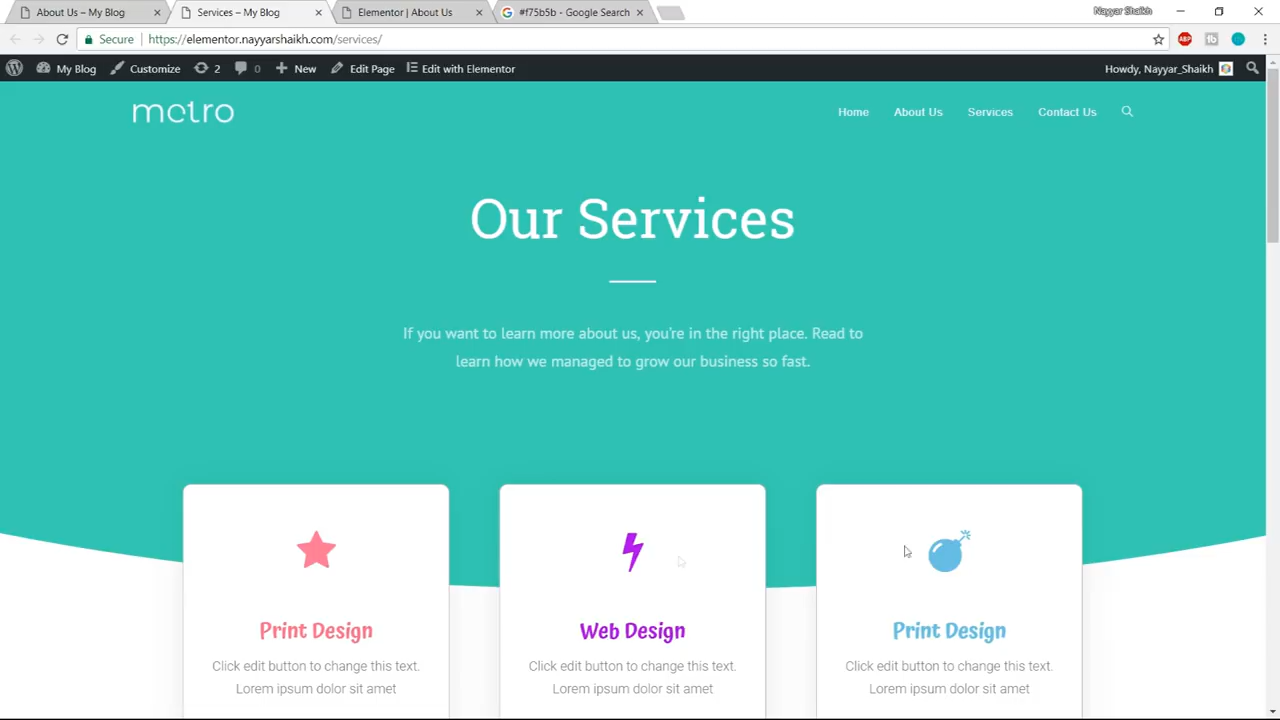 About Us – My Blog
Services – My Blog
Elementor | About Us
#f75b5b - Google Search
Nayyar Shaikh
Secure
https://elementor.nayyarshaikh.com/services/
ABP
My Blog
Customize
2
0
New
Edit Page
Edit with Elementor
Howdy, Nayyar_Shaikh
metro
Home
About Us
Services
Contact Us
Our Services
If you want to learn more about us, you're in the right place. Read to
learn how we managed to grow our business so fast.
Print Design
Click edit button to change this text.
Lorem ipsum dolor sit amet
Web Design
Click edit button to change this text.
Lorem ipsum dolor sit amet
Print Design
Click edit button to change this text.
Lorem ipsum dolor sit amet